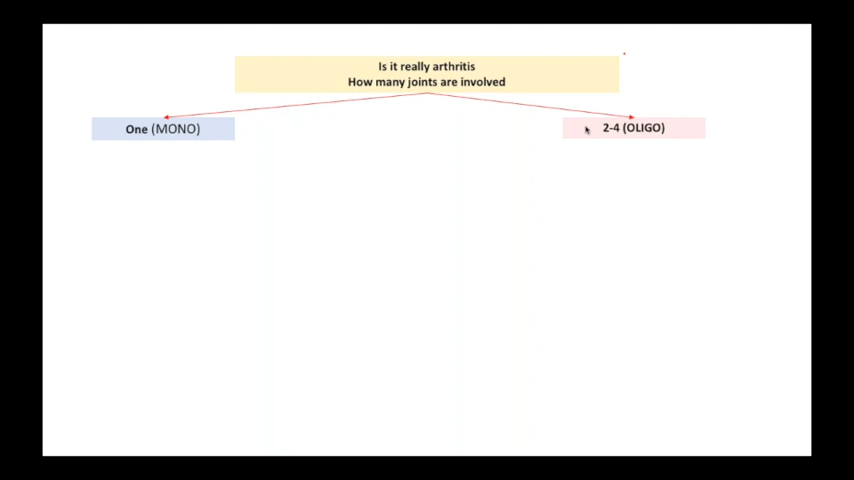 Is it really arthritis
How many joints are involved
One (MONO)
2-4 (OLIGO)